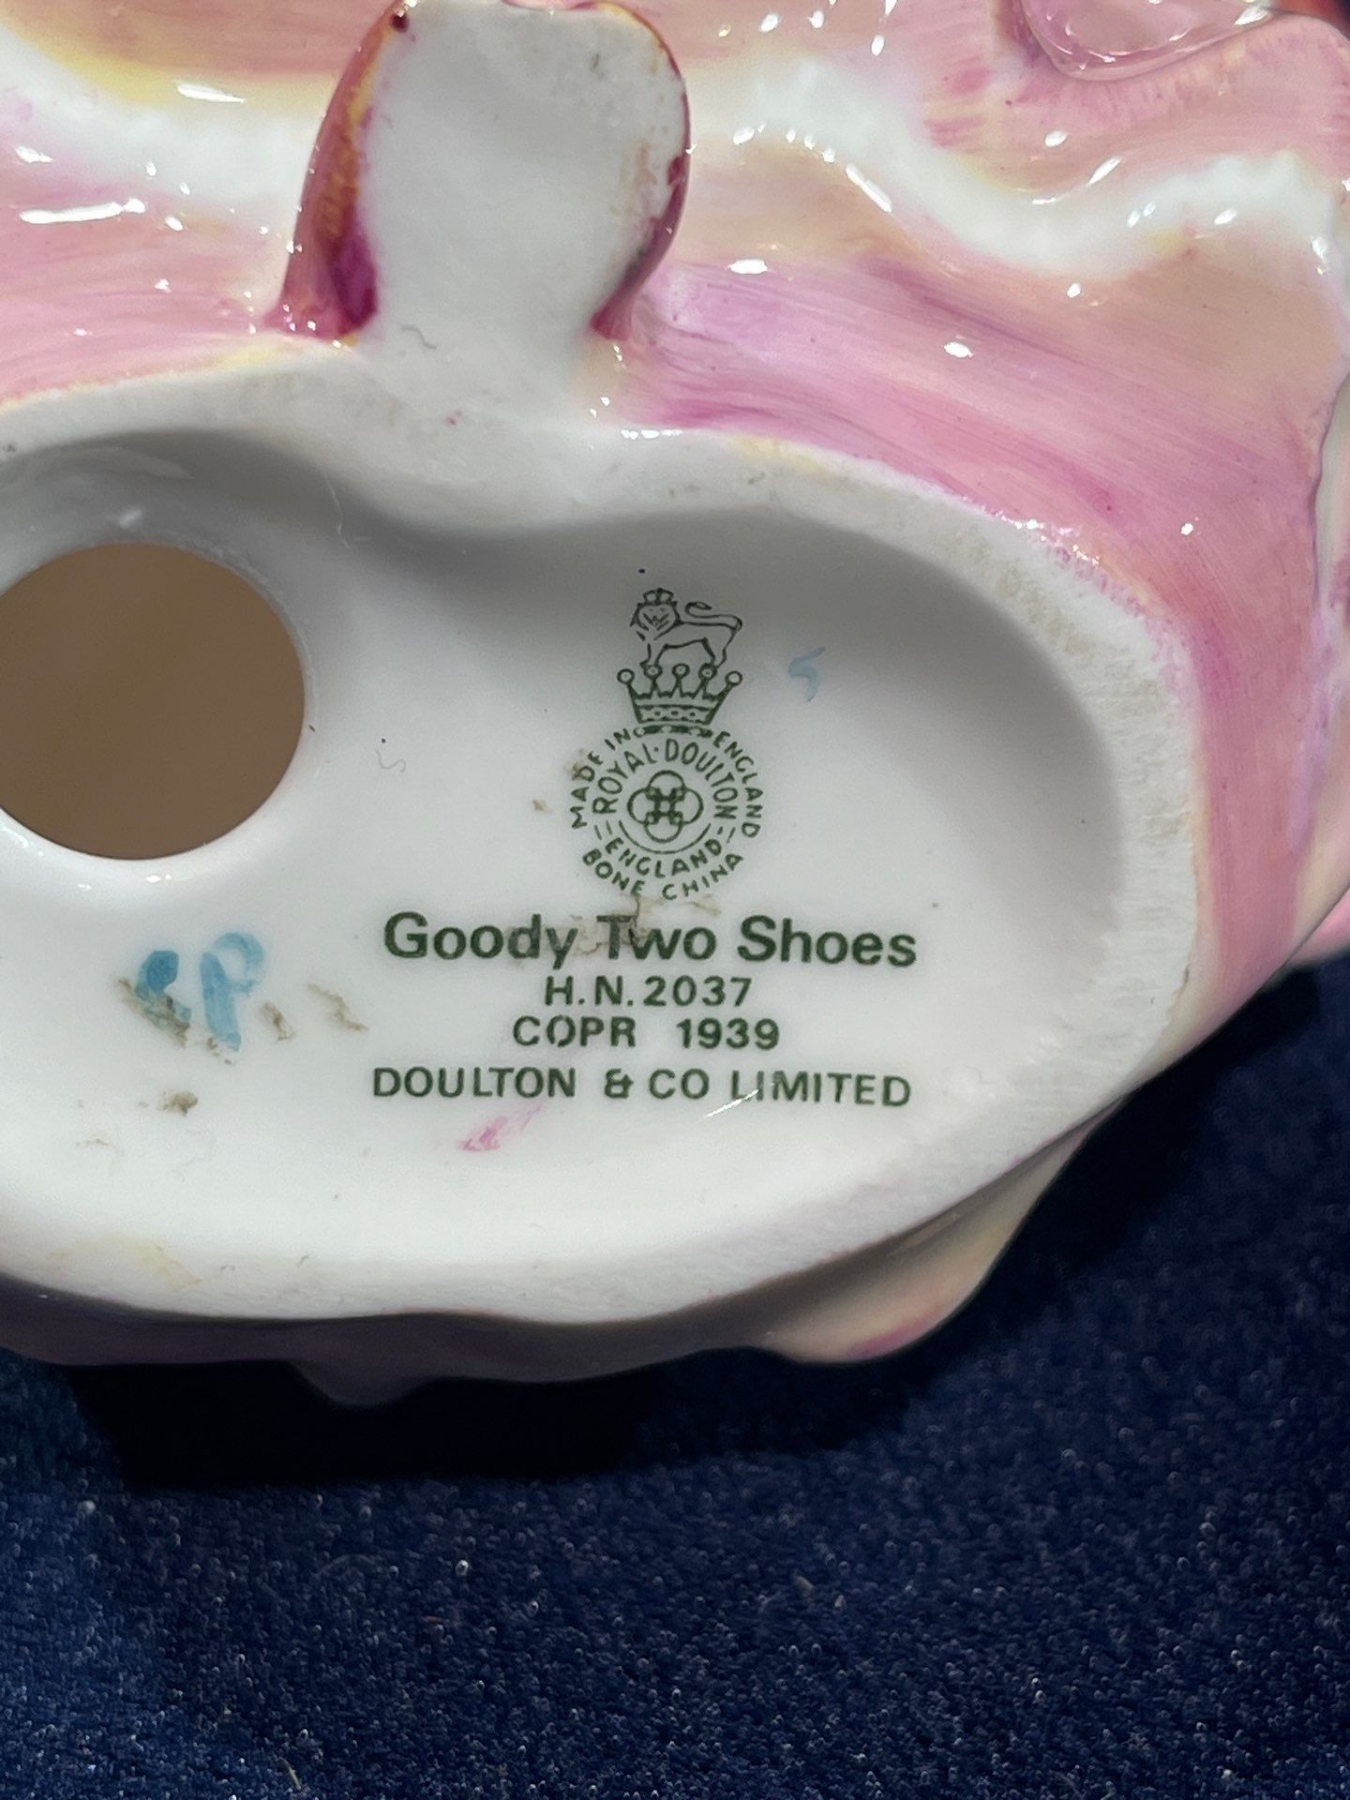 MADE IN ENGLAND
ROYAL·DOULTON
ENGLAND
BONE CHINA
Goody Two Shoes
H.N.2037
COPR 1939
DOULTON & CO LIMITED